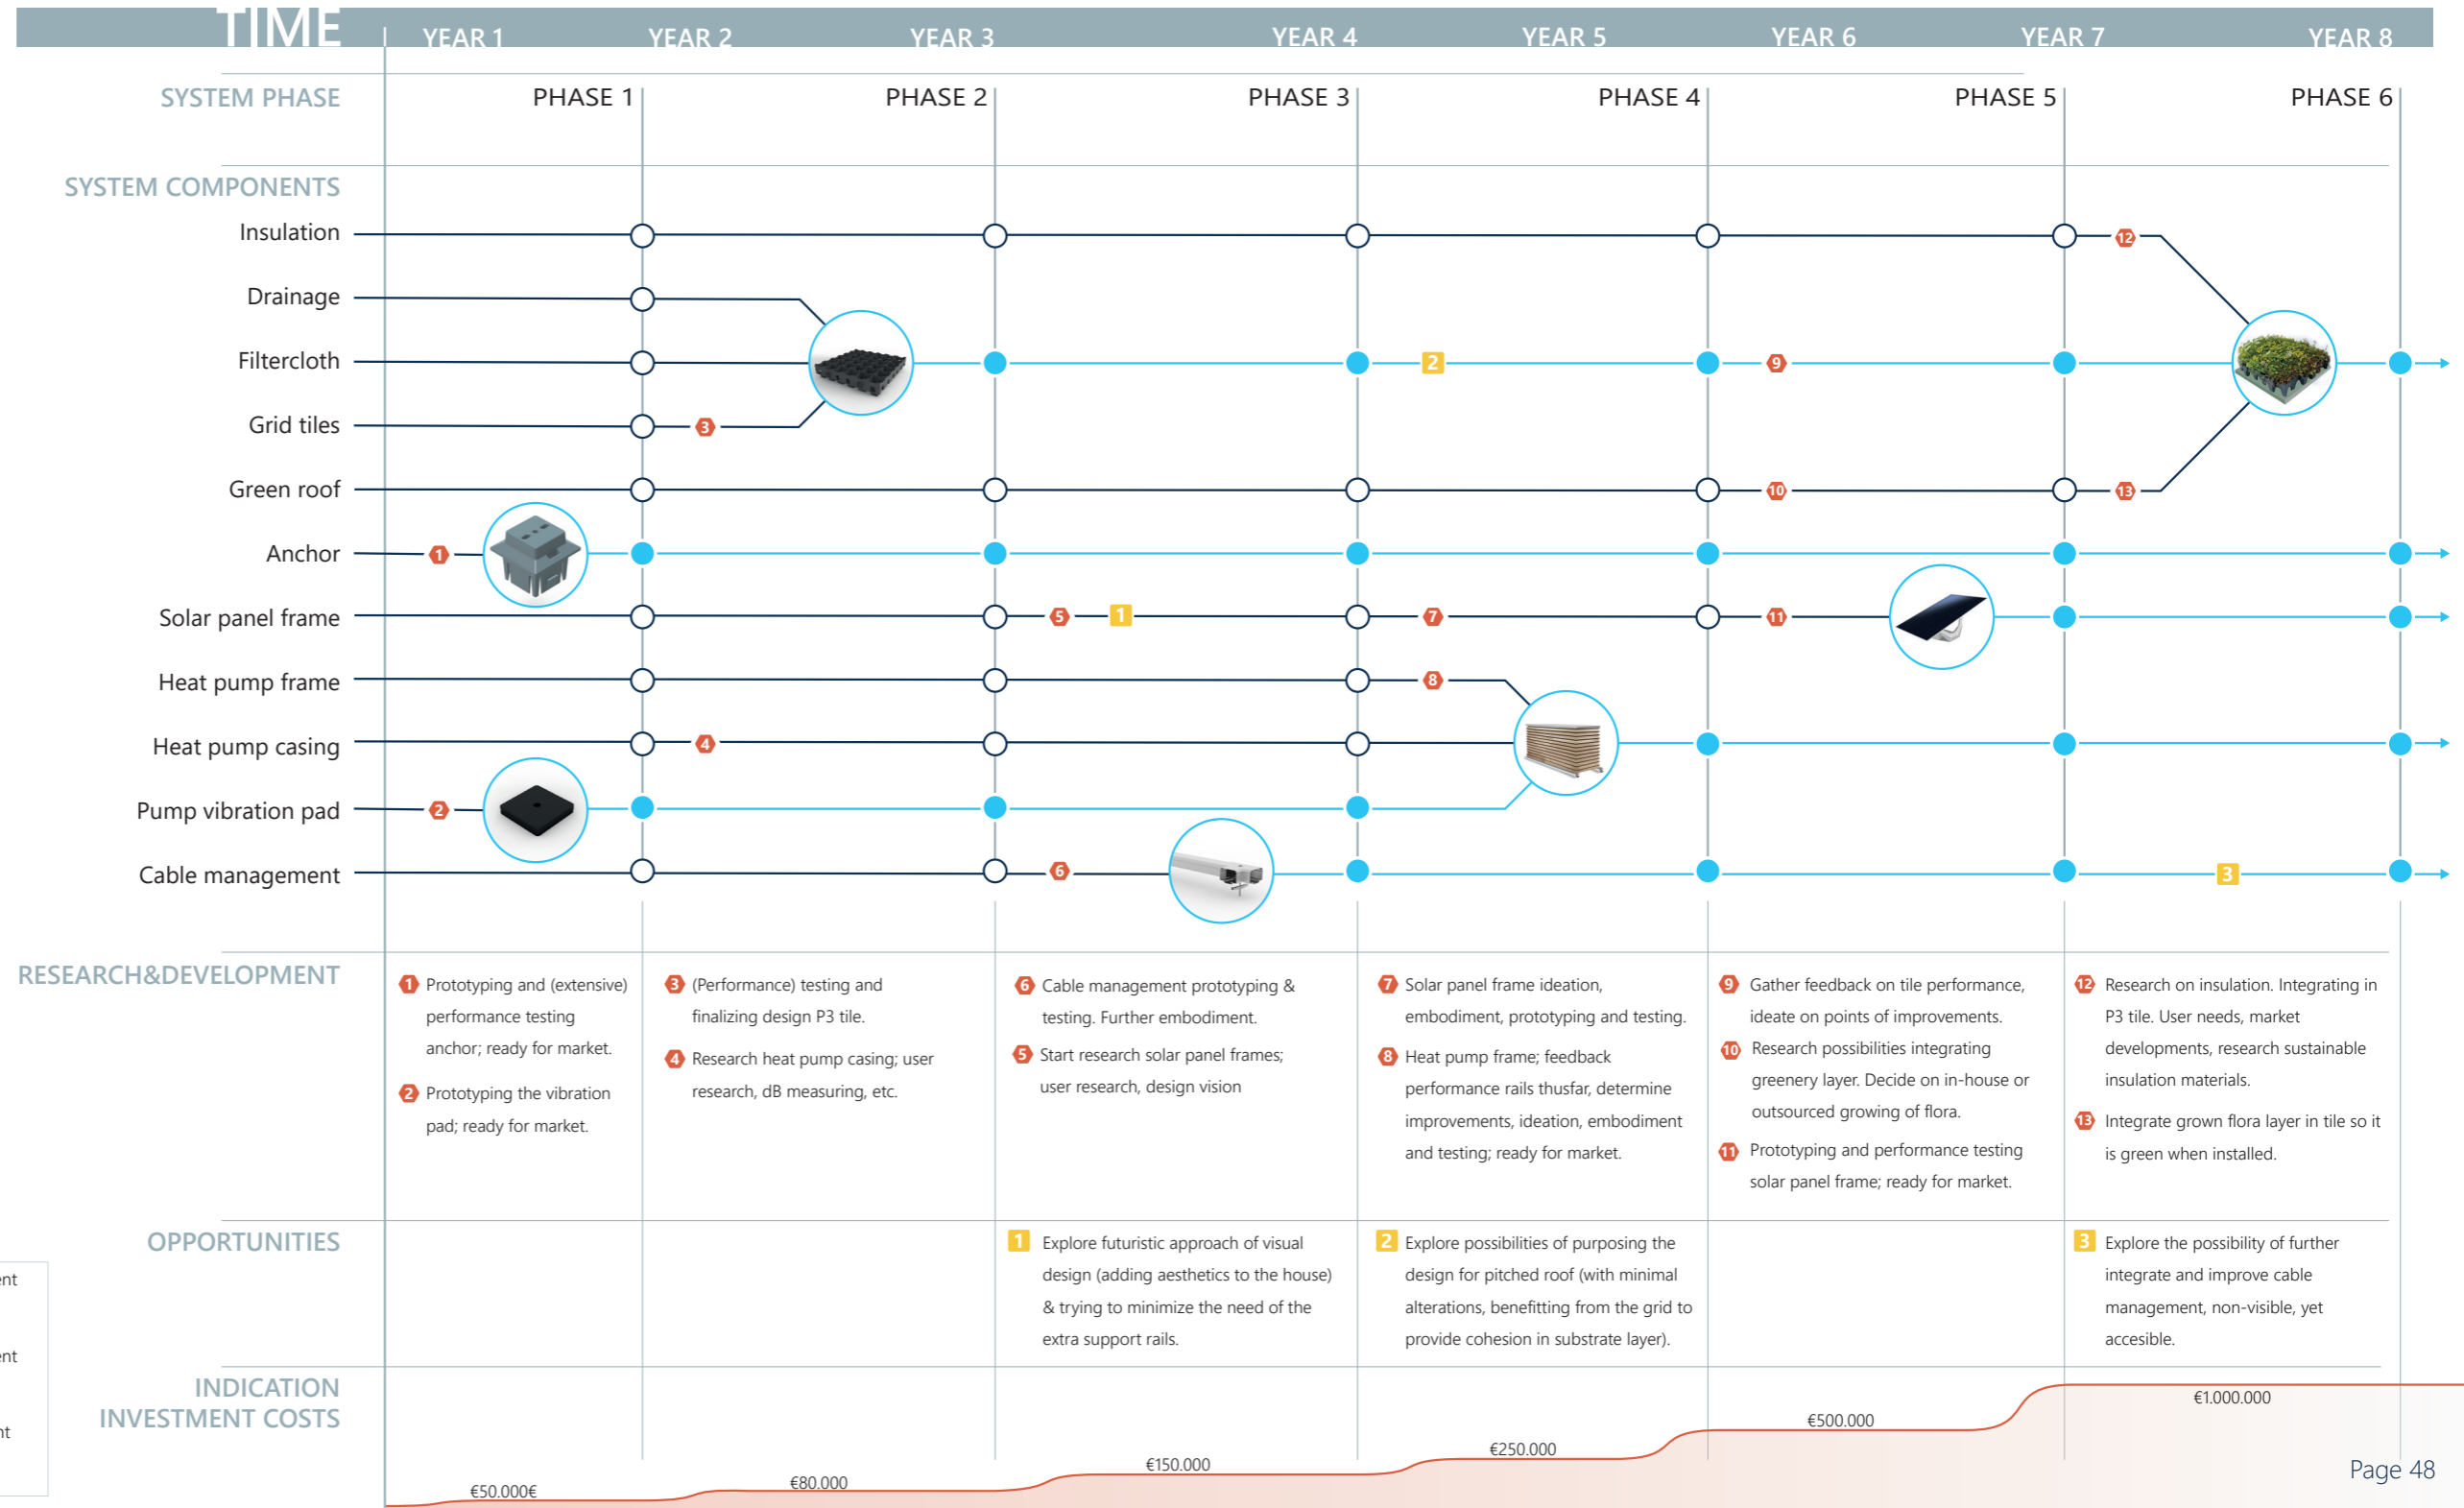 TIME
YEAR 1 YEAR 2 YEAR 3 YEAR 4 YEAR 5 YEAR 6 YEAR 7 YEAR 8
SYSTEM PHASE
PHASE 1 PHASE 2 PHASE 3 PHASE 4 PHASE 5 PHASE 6
SYSTEM COMPONENTS
Insulation
12
Drainage
Filtercloth
2 9
Grid tiles
3
Green roof
10 13
Anchor
1
Solar panel frame
5 1 7 11
Heat pump frame
8
Heat pump casing
4
Pump vibration pad
2
Cable management
6 3
RESEARCH&DEVELOPMENT
1 Prototyping and (extensive)
performance testing
anchor; ready for market.
2 Prototyping the vibration
pad; ready for market.
3 (Performance) testing and
finalizing design P3 tile.
4 Research heat pump casing; user
research, dB measuring, etc.
6 Cable management prototyping &
testing. Further embodiment.
5 Start research solar panel frames;
user research, design vision
7 Solar panel frame ideation,
embodiment, prototyping and testing.
8 Heat pump frame; feedback
performance rails thusfar, determine
improvements, ideation, embodiment
and testing; ready for market.
9 Gather feedback on tile performance,
ideate on points of improvements.
10 Research possibilities integrating
greenery layer. Decide on in-house or
outsourced growing of flora.
11 Prototyping and performance testing
solar panel frame; ready for market.
12 Research on insulation. Integrating in
P3 tile. User needs, market
developments, research sustainable
insulation materials.
13 Integrate grown flora layer in tile so it
is green when installed.
OPPORTUNITIES
1 Explore futuristic approach of visual
design (adding aesthetics to the house)
& trying to minimize the need of the
extra support rails.
2 Explore possibilities of purposing the
design for pitched roof (with minimal
alterations, benefitting from the grid to
provide cohesion in substrate layer).
3 Explore the possibility of further
integrate and improve cable
management, non-visible, yet
accesible.
INDICATION
INVESTMENT COSTS
€50.000€
€80.000
€150.000
€250.000
€500.000
€1.000.000
Page 48